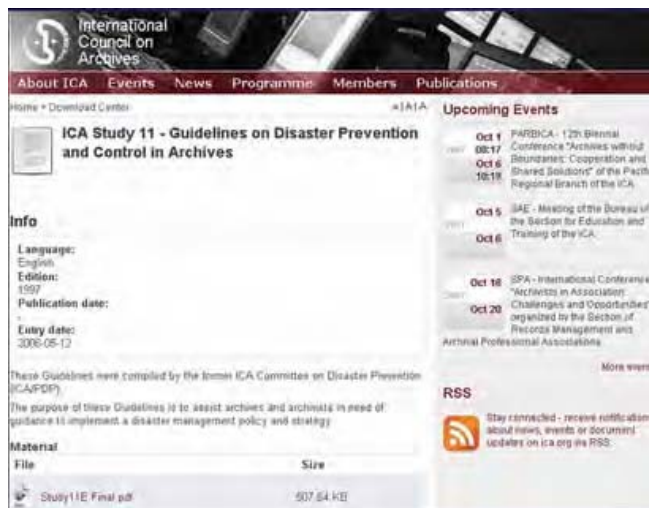 International
Council on
Archives
About ICA Events News Programme Members Publications
Home » Download Center
A A A
ICA Study 11 - Guidelines on Disaster Prevention
and Control in Archives
Info
Language:
English
Edition:
1997
Publication date:
-
Entry date:
2006-05-12
These Guidelines were compiled by the former ICA Committee on Disaster Prevention
(ICA/PDP)
The purpose of these Guidelines is to assist archives and archivists in need of
guidance to implement a disaster management policy and strategy
Material
File Size
Study11E Final.pdf 607.64 KB
Upcoming Events
Oct 1
08:17
Oct 6
10:19
PARBICA - 12th Biennial
Conference "Archives without
Boundaries: Cooperation and
Shared Solutions" of the Pacific
Regional Branch of the ICA
Oct 5
Oct 6
SAE - Meeting of the Bureau of
the Section for Education and
Training of the ICA
Oct 18
Oct 20
SPA - International Conference
"Archivists in Association:
Challenges and Opportunities"
organized by the Section of
Records Management and
Archival Professional Associations
More
RSS
Stay connected - receive notification
about news, events or document
updates on ica.org via RSS